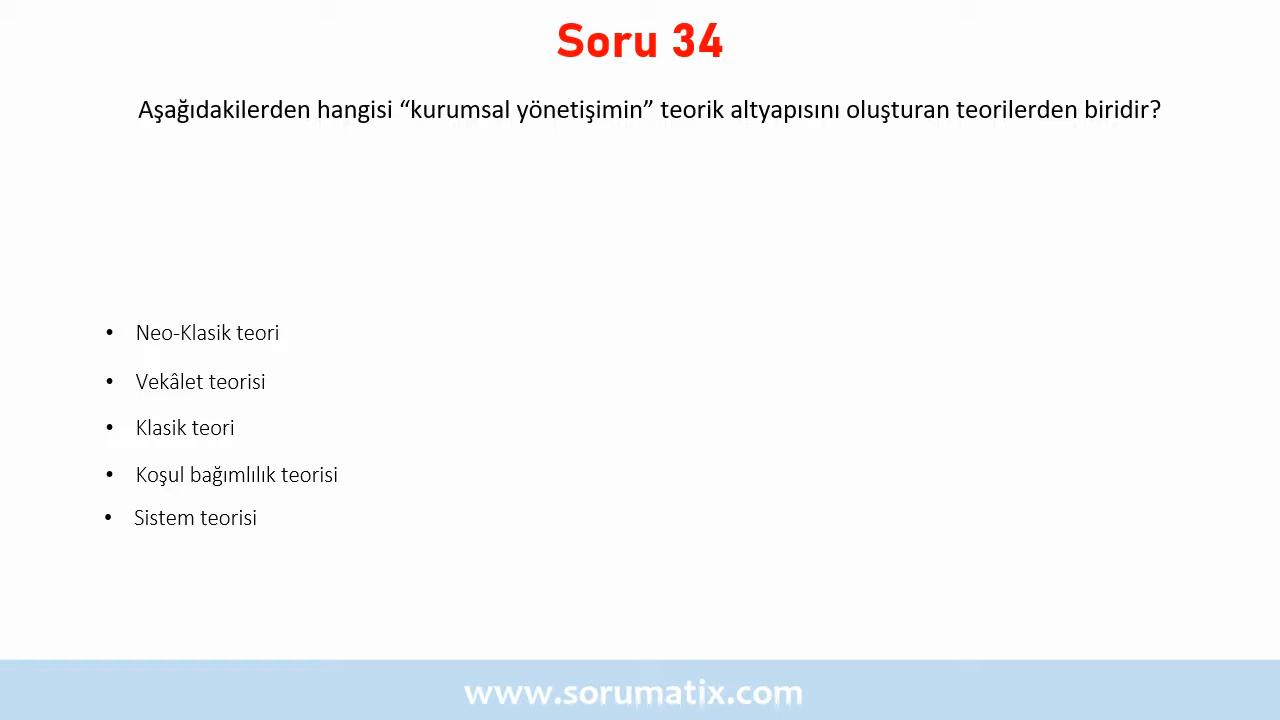 Soru 34
Aşağıdakilerden hangisi “kurumsal yönetişimin” teorik altyapısını oluşturan teorilerden biridir?
• Neo-Klasik teori
• Vekâlet teorisi
• Klasik teori
• Koşul bağımlılık teorisi
• Sistem teorisi
www.sorumatix.com